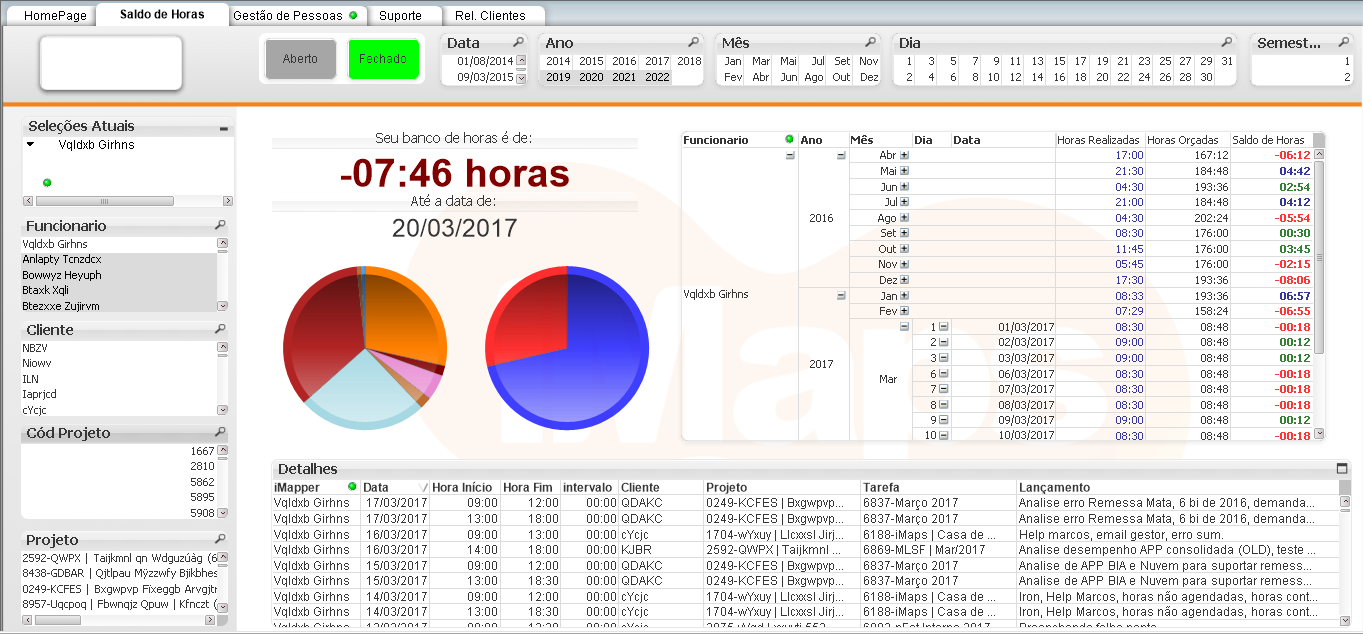 HomePage Saldo de Horas Gestão de Pessoas Suporte Rel. Clientes
Aberto Fechado
Data
01/08/2014
09/03/2015
Ano
2014 2015 2016 2017 2018
2019 2020 2021 2022
Mês
Jan Mar Mai Jul Set Nov
Fev Abr Jun Ago Out Dez
Dia
1 3 5 7 9 11 13 15 17 19 21 23 25 27 29 31
2 4 6 8 10 12 14 16 18 20 22 24 26 28 30
Semest...
1
2
Seleções Atuais
Vqldxb Girhns
Funcionario
Vqldxb Girhns
Anlapty Tcnzdcx
Bowwyz Heyuph
Btaxk Xqli
Btezxxe Zujirvm
Cliente
NBZV
Niowv
ILN
Iaprjcd
cYcjc
Cód Projeto
1667
2810
5862
5895
5908
Projeto
2592-QWPX | Taijkmnl qn Wdguzúàg (6
8438-GDBAR | Qjtlpau Mÿzzwfy Bjikbhes
0249-KCFES | Bxgwpvp Fixeggb Arvgjtr
8957-Uqcpoq | Fbwnqjz Qpuw | Kfnczt (
Seu banco de horas é de:
-07:46 horas
Até a data de:
20/03/2017
iMaps
Funcionario Ano Mês Dia Data Horas Realizadas Horas Orçadas Saldo de Horas
Vqldxb Girhns
2016
Abr 17:00 167:12 -06:12
Mai 21:30 184:48 04:42
Jun 04:30 193:36 02:54
Jul 21:00 184:48 04:12
Ago 04:30 202:24 -05:54
Set 08:30 176:00 00:30
Out 11:45 176:00 03:45
Nov 05:45 176:00 -02:15
Dez 17:30 193:36 -08:06
2017
Jan 08:33 193:36 06:57
Fev 07:29 158:24 -06:55
Mar
1 01/03/2017 08:30 08:48 -00:18
2 02/03/2017 09:00 08:48 00:12
3 03/03/2017 09:00 08:48 00:12
6 06/03/2017 08:30 08:48 -00:18
7 07/03/2017 08:30 08:48 -00:18
8 08/03/2017 08:30 08:48 -00:18
9 09/03/2017 09:00 08:48 00:12
10 10/03/2017 08:30 08:48 -00:18
Detalhes
iMapper Data Hora Início Hora Fim intervalo Cliente Projeto Tarefa Lançamento
Vqldxb Girhns 17/03/2017 09:00 12:00 00:00 QDAKC 0249-KCFES | Bxgwpvp... 6837-Março 2017 Analise erro Remessa Mata, 6 bi de 2016, demanda...
Vqldxb Girhns 17/03/2017 13:00 18:00 00:00 QDAKC 0249-KCFES | Bxgwpvp... 6837-Março 2017 Analise erro Remessa Mata, 6 bi de 2016, demanda...
Vqldxb Girhns 16/03/2017 09:00 13:00 00:00 cYcjc 1704-wYxuy | Llcxxsl Jirj... 6188-iMaps | Casa de ... Help marcos, email gestor, erro sum.
Vqldxb Girhns 16/03/2017 14:00 18:00 00:00 KJBR 2592-QWPX | Taijkmnl ... 6869-MLSF | Mar/2017 Analise desempenho APP consolidada (OLD), teste ...
Vqldxb Girhns 15/03/2017 09:00 12:00 00:00 QDAKC 0249-KCFES | Bxgwpvp... 6837-Março 2017 Analise de APP BIA e Nuvem para suportar remess...
Vqldxb Girhns 15/03/2017 13:00 18:30 00:00 QDAKC 0249-KCFES | Bxgwpvp... 6837-Março 2017 Analise de APP BIA e Nuvem para suportar remess...
Vqldxb Girhns 14/03/2017 09:00 12:00 00:00 cYcjc 1704-wYxuy | Llcxxsl Jirj... 6188-iMaps | Casa de ... Iron, Help Marcos, horas não agendadas, horas cont...
Vqldxb Girhns 14/03/2017 13:00 18:30 00:00 cYcjc 1704-wYxuy | Llcxxsl Jirj... 6188-iMaps | Casa de ... Iron, Help Marcos, horas não agendadas, horas cont...